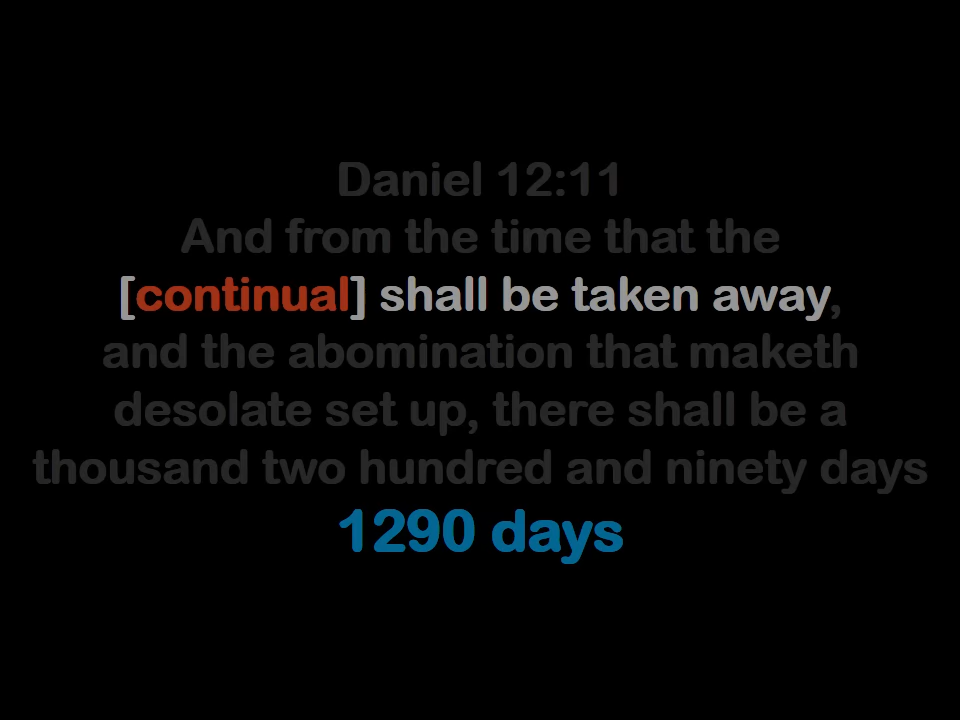 Daniel 12:11
And from the time that the
[continual] shall be taken away,
and the abomination that maketh
desolate set up, there shall be a
thousand two hundred and ninety days
1290 days